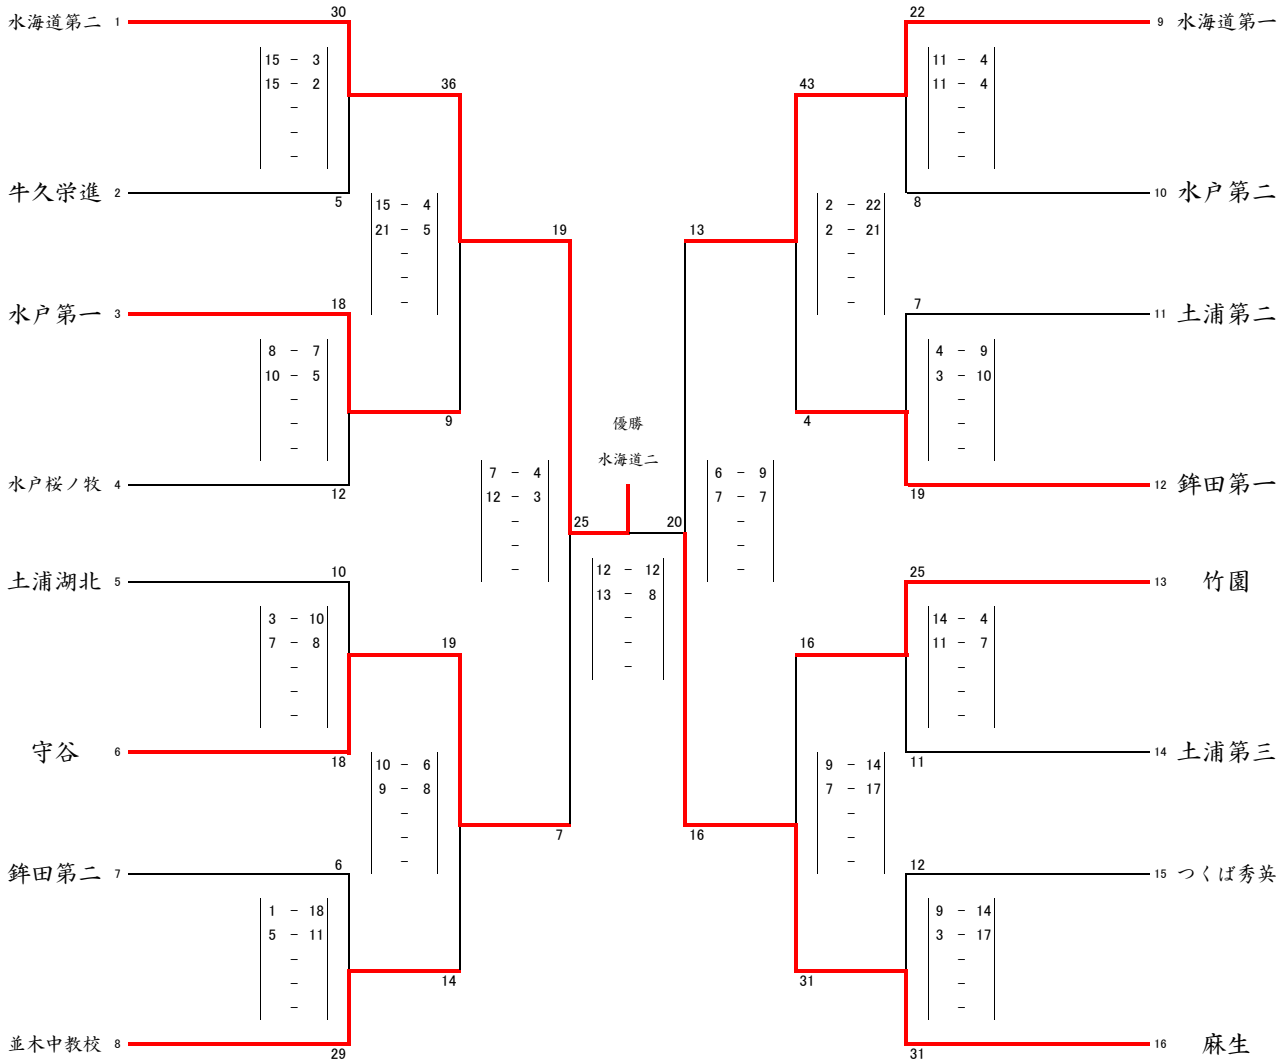 水海道第二 1 30 22 9 水海道第一
15 - 3 11 - 4
15 - 2 36 43 11 - 4
- -
- -
- -
牛久栄進 2 5 15 - 4 2 - 22 8 10 水戸第二
21 - 5 19 13 2 - 21
- -
- -
- -
水戸第一 3 18 7 11 土浦第二
8 - 7 4 - 9
10 - 5 3 - 10
- -
9 4
- 優勝 -
- -
水海道二
7 - 4 6 - 9
水戸桜ノ牧 4 12 12 - 3 7 - 7 19 12 鉾田第一
- 25 20 -
- -
- -
土浦湖北 5 10 12 - 12 25 13 竹園
13 - 8
3 - 10 - 14 - 4
7 - 8 19 - 16 11 - 7
- - -
- -
- -
守谷 6 18 10 - 6 9 - 14 11 14 土浦第三
9 - 8 7 - 17
- -
- 7 16 -
- -
鉾田第二 7 6 12 15 つくば秀英
1 - 18 9 - 14
5 - 11 3 - 17
- -
- 14 31 -
- -
並木中教校 8 29 31 16 麻生